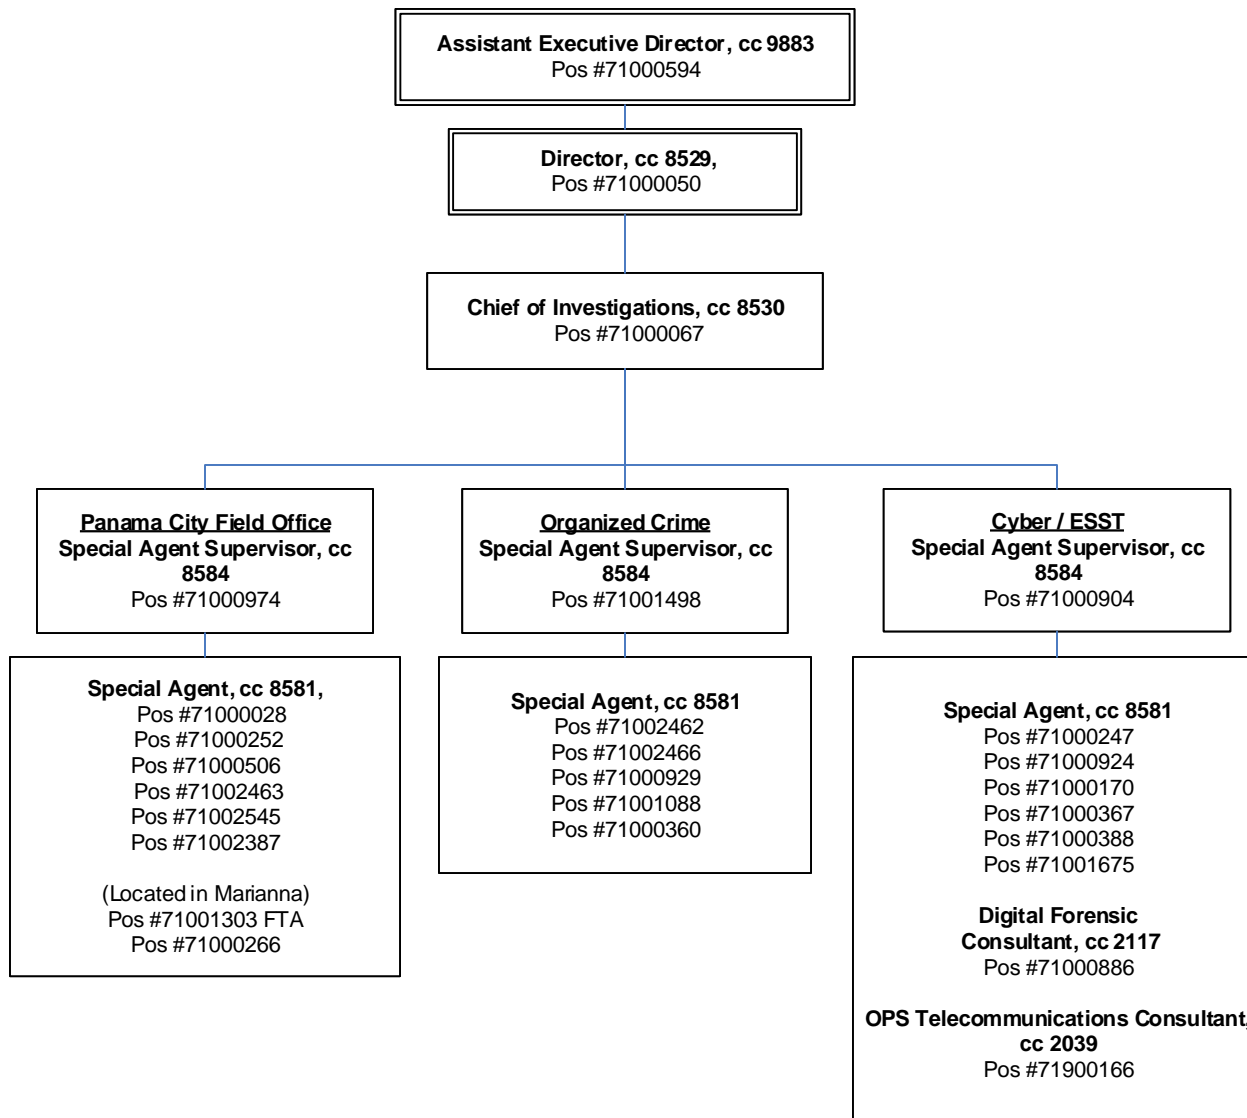 Assistant Executive Director, cc 9883
Pos #71000594
Director, cc 8529,
Pos #71000050
Chief of Investigations, cc 8530
Pos #71000067
Panama City Field Office
Special Agent Supervisor, cc
8584
Pos #71000974
Organized Crime
Special Agent Supervisor, cc
8584
Pos #71001498
Cyber / ESST
Special Agent Supervisor, cc
8584
Pos #71000904
Special Agent, cc 8581,
Pos #71000028
Pos #71000252
Pos #71000506
Pos #71002463
Pos #71002545
Pos #71002387
(Located in Marianna)
Pos #71001303 FTA
Pos #71000266
Special Agent, cc 8581
Pos #71002462
Pos #71002466
Pos #71000929
Pos #71001088
Pos #71000360
Special Agent, cc 8581
Pos #71000247
Pos #71000924
Pos #71000170
Pos #71000367
Pos #71000388
Pos #71001675
Digital Forensic
Consultant, cc 2117
Pos #71000886
OPS Telecommunications Consultant,
cc 2039
Pos #71900166